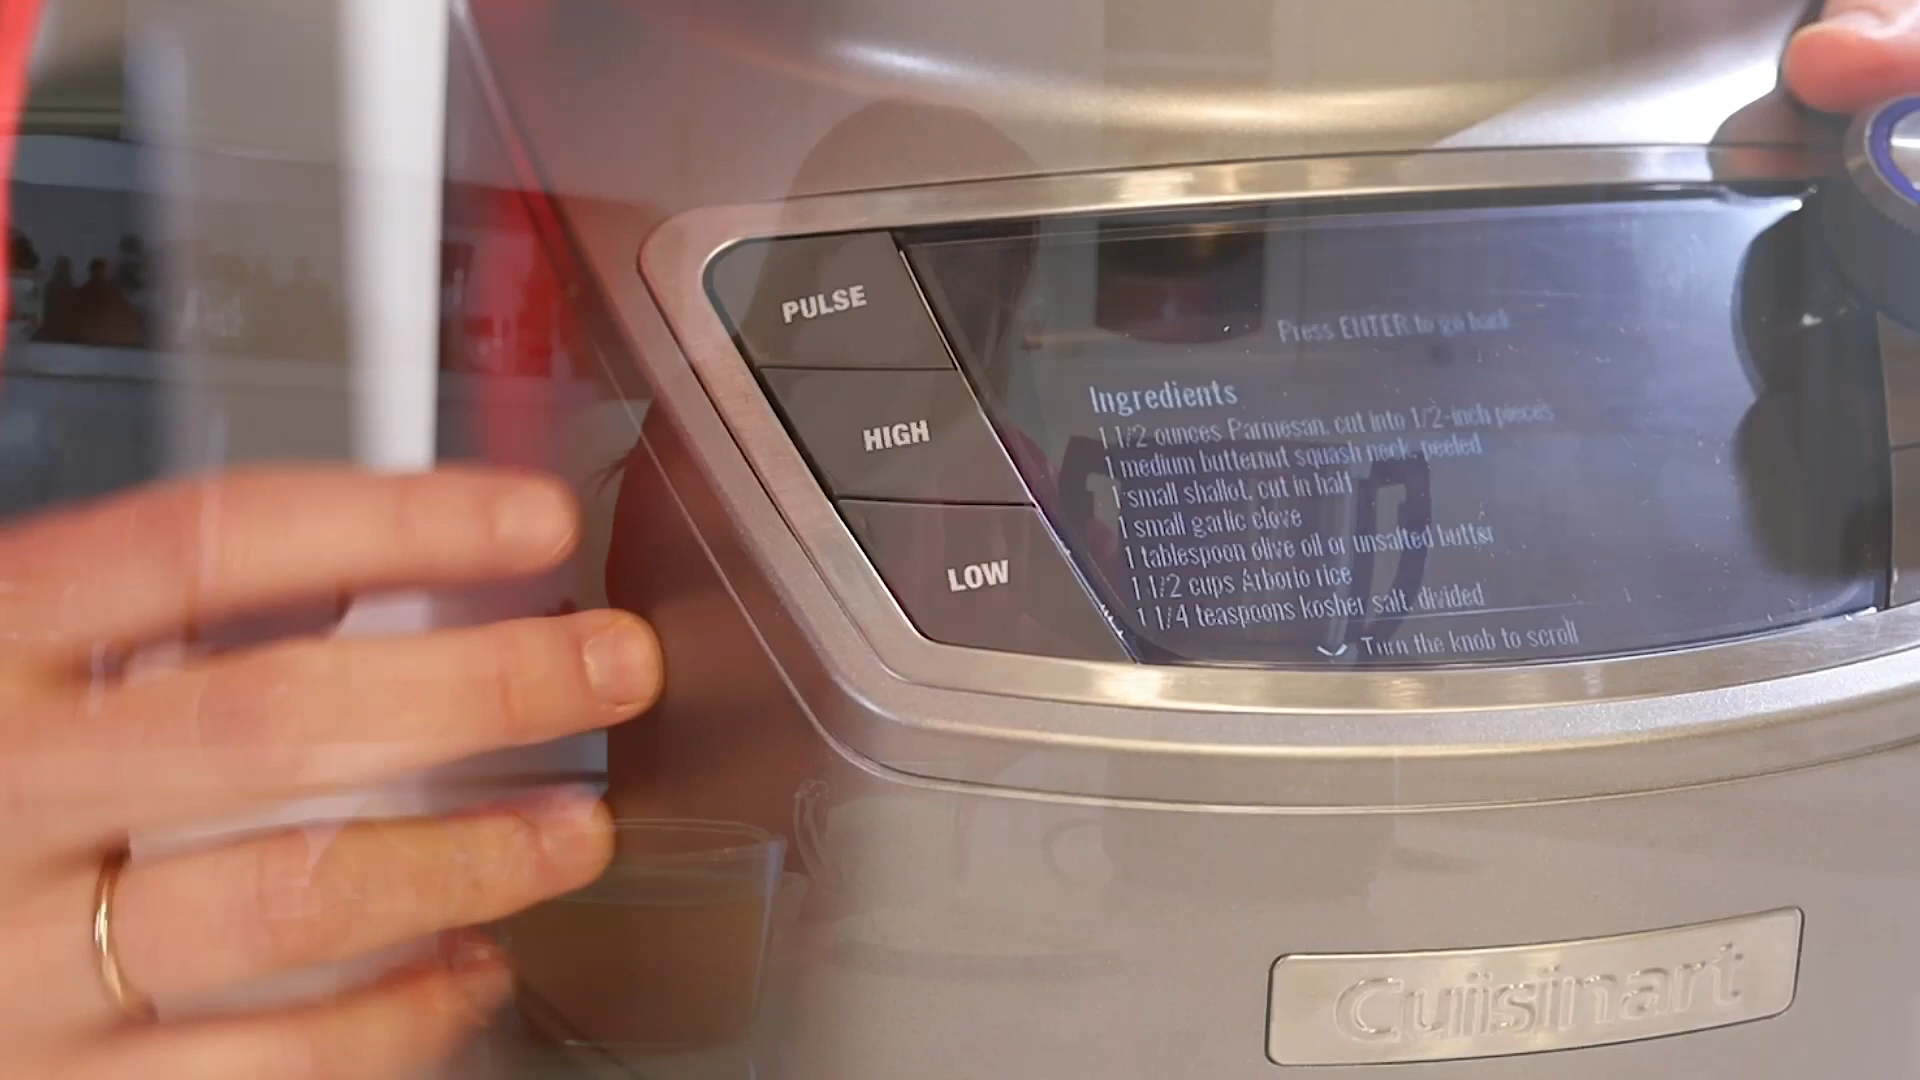 PULSE
HIGH
LOW
Press ENTER to go back
Ingredients
1 1/2 ounces Parmesan, cut into 1/2-inch pieces
1 medium butternut squash neck, peeled
1 small shallot, cut in half
1 small garlic clove
1 tablespoon olive oil or unsalted butter
1 1/2 cups Arborio rice
1 1/4 teaspoons kosher salt, divided
Turn the knob to scroll
Cuisinart